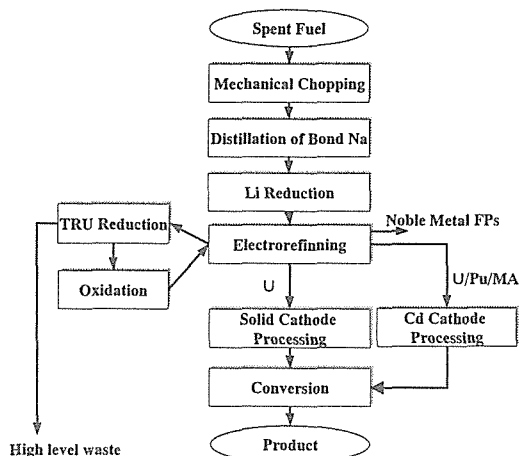 Spent Fuel
Mechanical Chopping
Distillation of Bond Na
Li Reduction
Noble Metal FPs
TRU Reduction
Electrorefinning
U/Pu/MA
Oxidation
U
Solid Cathode
Processing
Cd Cathode
Processing
Conversion
Product
High level waste